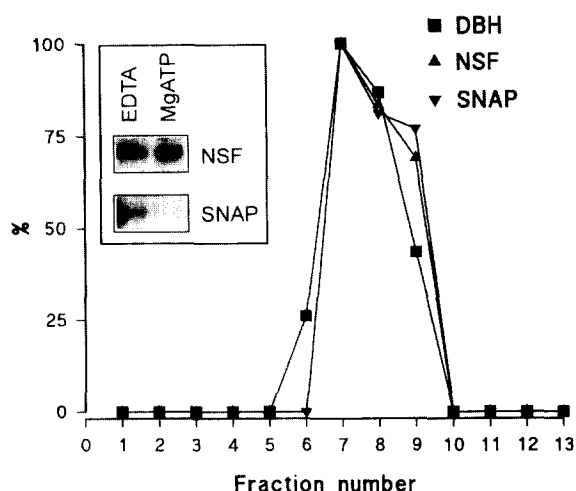 DBH
NSF
SNAP
100
75
50
25
0
%
EDTA
MgATP
NSF
SNAP
0 1 2 3 4 5 6 7 8 9 10 11 12 13
Fraction number